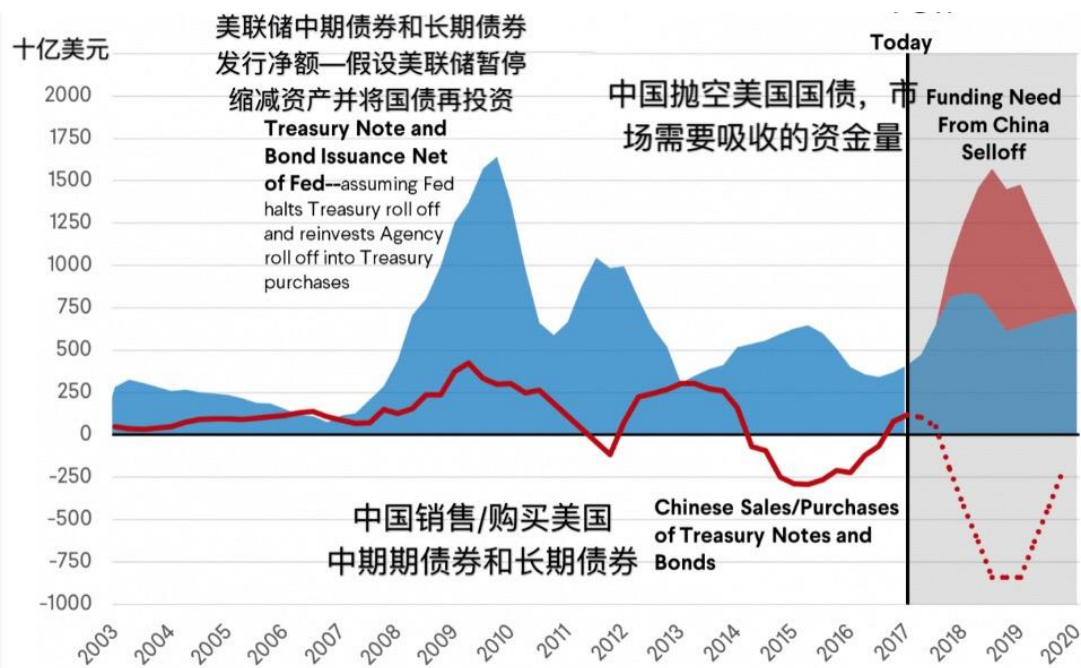 十亿美元
美联储中期债券和长期债券
发行净额—假设美联储暂停
缩减资产并将国债再投资
Treasury Note and
Bond Issuance Net
of Fed--assuming Fed
halts Treasury roll off
and reinvests Agency
roll off into Treasury
purchases
中国抛空美国国债，市
场需要吸收的资金量
Today
Funding Need
From China
Selloff
2000
1750
1500
1250
1000
750
500
250
0
-250
-500
-750
-1000
中国销售/购买美国
中期期债券和长期债券
Chinese Sales/Purchases
of Treasury Notes and
Bonds
2003 2004 2005 2006 2007 2008 2009 2010 2011 2012 2013 2014 2015 2016 2017 2018 2019 2020